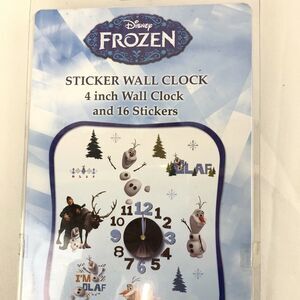 Disney
FROZEN
STICKER WALL CLOCK
4 inch Wall Clock
and 16 Stickers
OLAF
11 12 1
10 2
9 3
8 4
7 6 5
I'M
OLAF